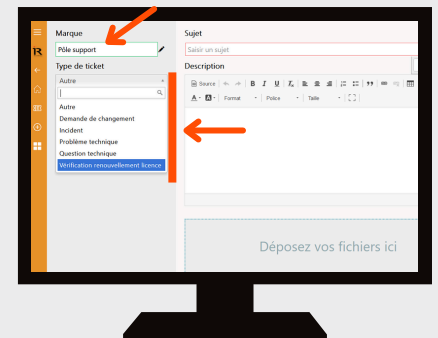 Marque
Pôle support
Type de ticket
Autre
Autre
Demande de changement
Incident
Problème technique
Question technique
Vérification renouvellement licence
Sujet
Saisir un sujet
Description
Source B I U
A A Format Police Taille
Déposez vos fichiers ici
R